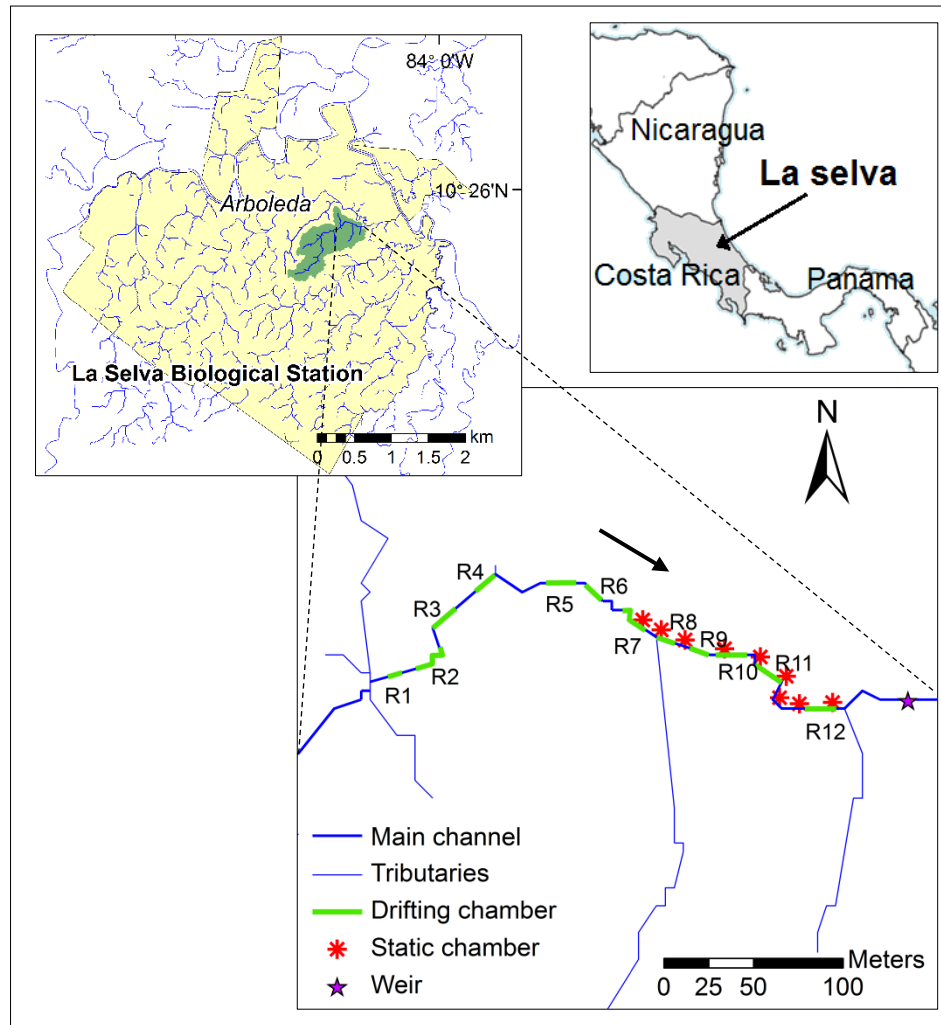 84° 0'W
10° 26'N
Arboleda
La Selva Biological Station
km
0 0.5 1 1.5 2
Nicaragua
La selva
Costa Rica
Panama
N
R4
R5
R6
R3
R8
R7
R9
R2
R10
R11
R1
R12
Main channel
Tributaries
Drifting chamber
Static chamber
Weir
Meters
0 25 50 100